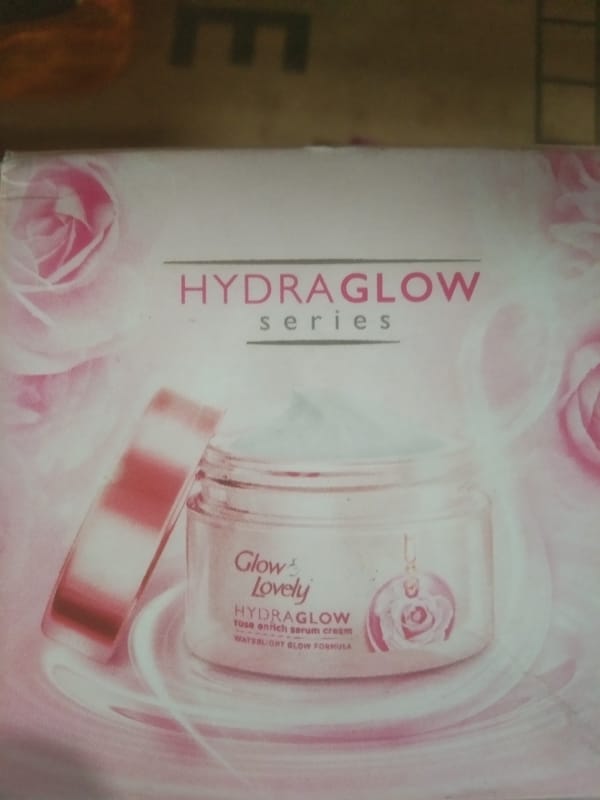 E
HYDRAGLOW
series
Glow &
Lovely
HYDRAGLOW
rose enrich serum cream
WATERLIGHT GLOW FORMULA